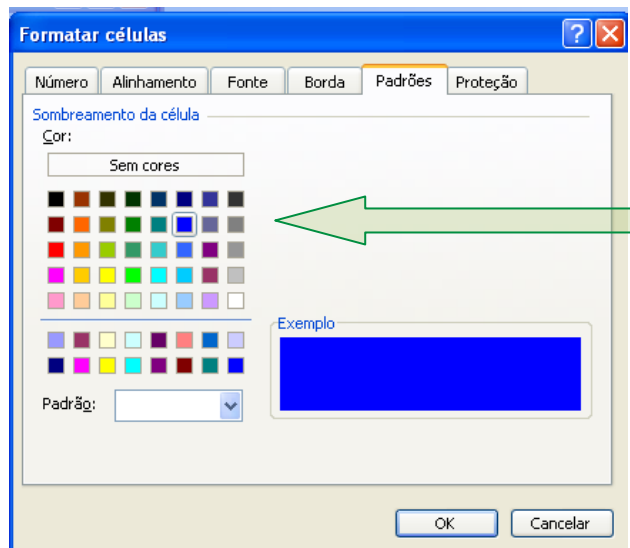 Formatar células
Número Alinhamento Fonte Borda Padrões Proteção
Sombreamento da célula
Cor:
Sem cores
Exemplo
Padrão:
OK Cancelar